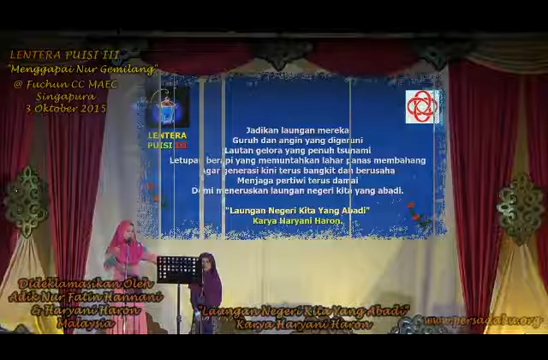 LENTERA PUISI III
"Menggapai Nur Gemilang"
@ Fuchun CC MAEC
Singapura
3 Oktober 2015
LENTERA
PUISI III
Jadikan laungan mereka
Guruh dan angin yang digeruni
Lautan gelora yang penuh tsunami
Letupan berapi yang memuntahkan lahar panas membahang
Agar generasi kini terus bangkit dan berusaha
Menjaga pertiwi terus damai
Demi meneruskan laungan negeri kita yang abadi.
"Laungan Negeri Kita Yang Abadi"
Karya Haryani Haron.
Dideklamasikan Oleh
Adik Nur Fatin Hannani
& Haryani Haron
Malaysia
"Laungan Negeri Kita Yang Abadi"
Karya Haryani Haron